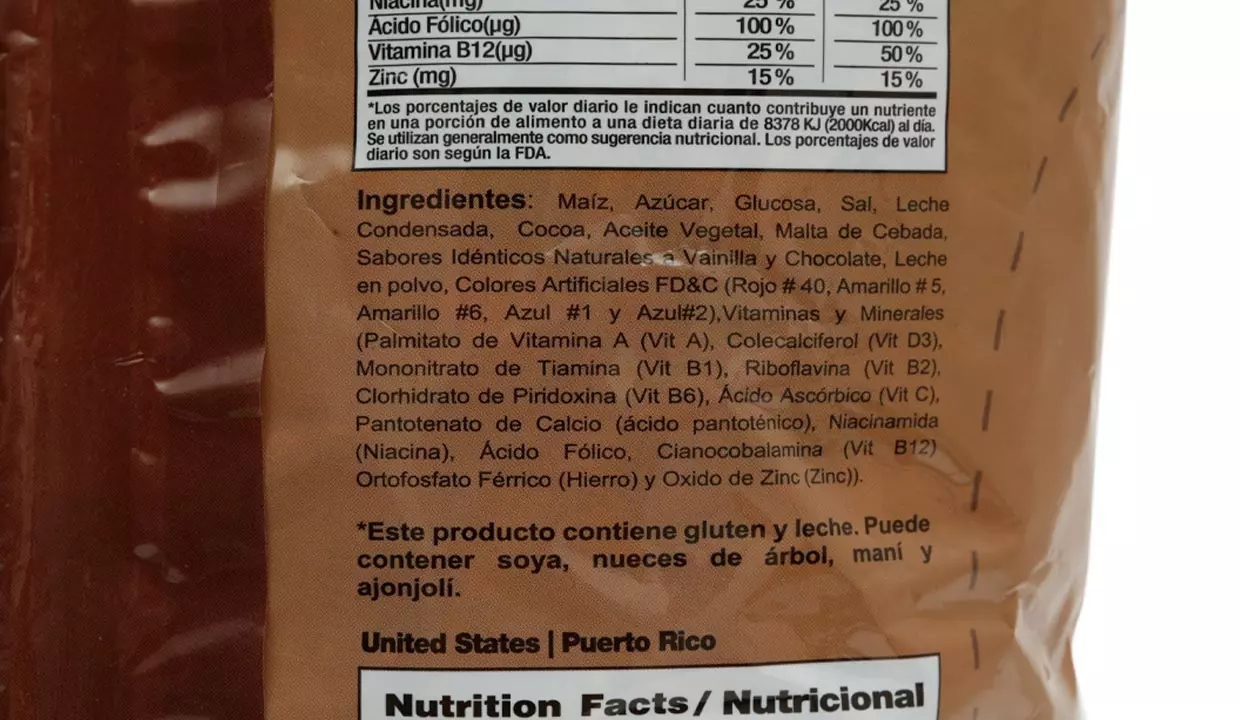 Niacina(mg) 25 % 25 %
Ácido Fólico(µg) 100 % 100 %
Vitamina B12(µg) 25 % 50 %
Zinc (mg) 15 % 15 %
*Los porcentajes de valor diario le indican cuanto contribuye un nutriente
en una porción de alimento a una dieta diaria de 8378 KJ (2000Kcal) al día.
Se utilizan generalmente como sugerencia nutricional. Los porcentajes de valor
diario son según la FDA.
Ingredientes: Maíz, Azúcar, Glucosa, Sal, Leche
Condensada, Cocoa, Aceite Vegetal, Malta de Cebada,
Sabores Idénticos Naturales a Vainilla y Chocolate, Leche
en polvo, Colores Artificiales FD&C (Rojo # 40, Amarillo # 5,
Amarillo #6, Azul #1 y Azul#2),Vitaminas y Minerales
(Palmitato de Vitamina A (Vit A), Colecalciferol (Vit D3),
Mononitrato de Tiamina (Vit B1), Riboflavina (Vit B2),
Clorhidrato de Piridoxina (Vit B6), Ácido Ascórbico (Vit C),
Pantotenato de Calcio (ácido pantoténico), Niacinamida
(Niacina), Ácido Fólico, Cianocobalamina (Vit B12)
Ortofosfato Férrico (Hierro) y Oxido de Zinc (Zinc)).
*Este producto contiene gluten y leche. Puede
contener soya, nueces de árbol, maní y
ajonjolí.
United States | Puerto Rico
Nutrition Facts/ Nutricional